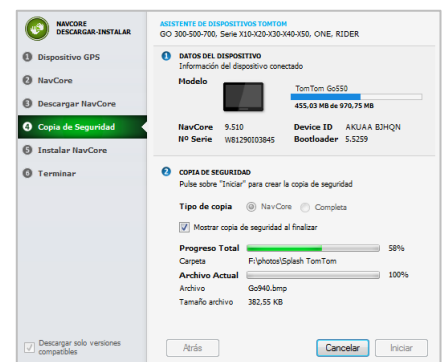 NAVCORE
DESCARGAR-INSTALAR
1 Dispositivo GPS
2 NavCore
3 Descargar NavCore
4 Copia de Seguridad
5 Instalar NavCore
6 Terminar
Descargar solo versiones
compatibles
ASISTENTE DE DISPOSITIVOS TOMTOM
GO 300-500-700, Serie X10-X20-X30-X40-X50, ONE, RIDER
1 DATOS DEL DISPOSITIVO
Información del dispositivo conectado
Modelo
TomTom Go550
455,03 MB de 970,75 MB
NavCore 9.510 Device ID AKUAA BJHQN
Nº Serie W81290I03845 Bootloader 5.5259
2 COPIA DE SEGURIDAD
Pulse sobre "Iniciar" para crear la copia de seguridad
Tipo de copia NavCore Completa
Mostrar copia de seguridad al finalizar
Progreso Total 58%
Carpeta F:\photos\Splash TomTom
Archivo Actual 100%
Archivo Go940.bmp
Tamaño archivo 382,55 KB
Atrás Cancelar Iniciar